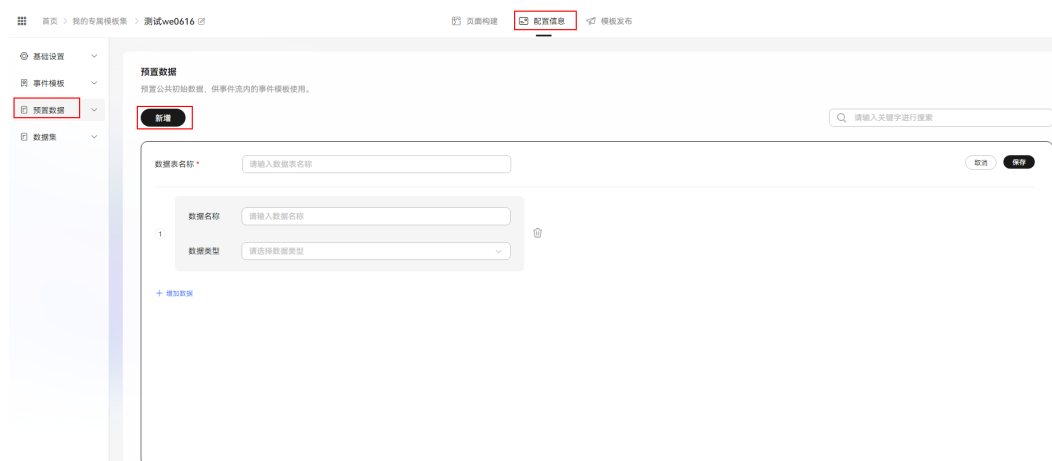 首页 > 我的专属模板集 > 测试we0616
页面构建
配置信息
模板发布
基础设置
事件模板
预置数据
数据集
预置数据
预置公共初始数据，供事件流内的事件模板使用。
新增
请输入关键字进行搜索
数据表名称 *
请输入数据表名称
取消
保存
1
数据名称
请输入数据名称
数据类型
请选择数据类型
+ 增加数据